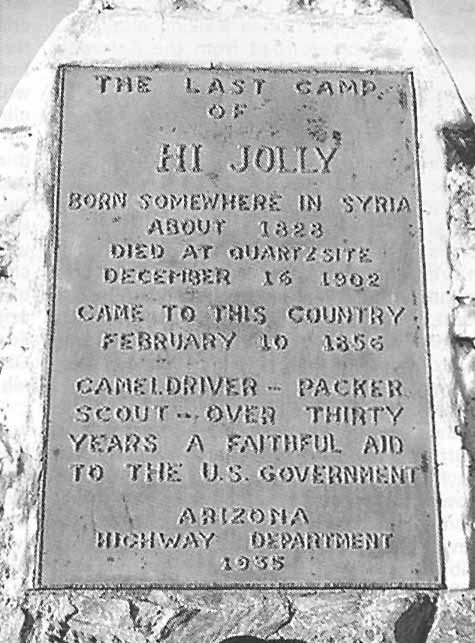 THE LAST CAMP
OF
HI JOLLY
BORN SOMEWHERE IN SYRIA
ABOUT 1828
DIED AT QUARTZSITE
DECEMBER 16 1902
CAME TO THIS COUNTRY
FEBRUARY 10 1856
CAMELDRIVER – PACKER
SCOUT – OVER THIRTY
YEARS A FAITHFUL AID
TO THE U.S. GOVERNMENT
ARIZONA
HIGHWAY DEPARTMENT
1935